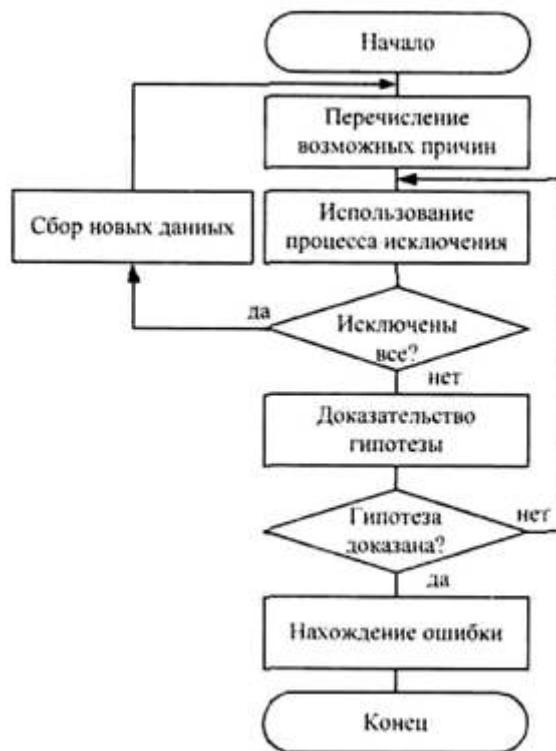 Начало
Перечисление
возможных причин
Сбор новых данных
Использование
процесса исключения
да
Исключены
все?
нет
Доказательство
гипотезы
Гипотеза
доказана?
нет
да
Нахождение ошибки
Конец